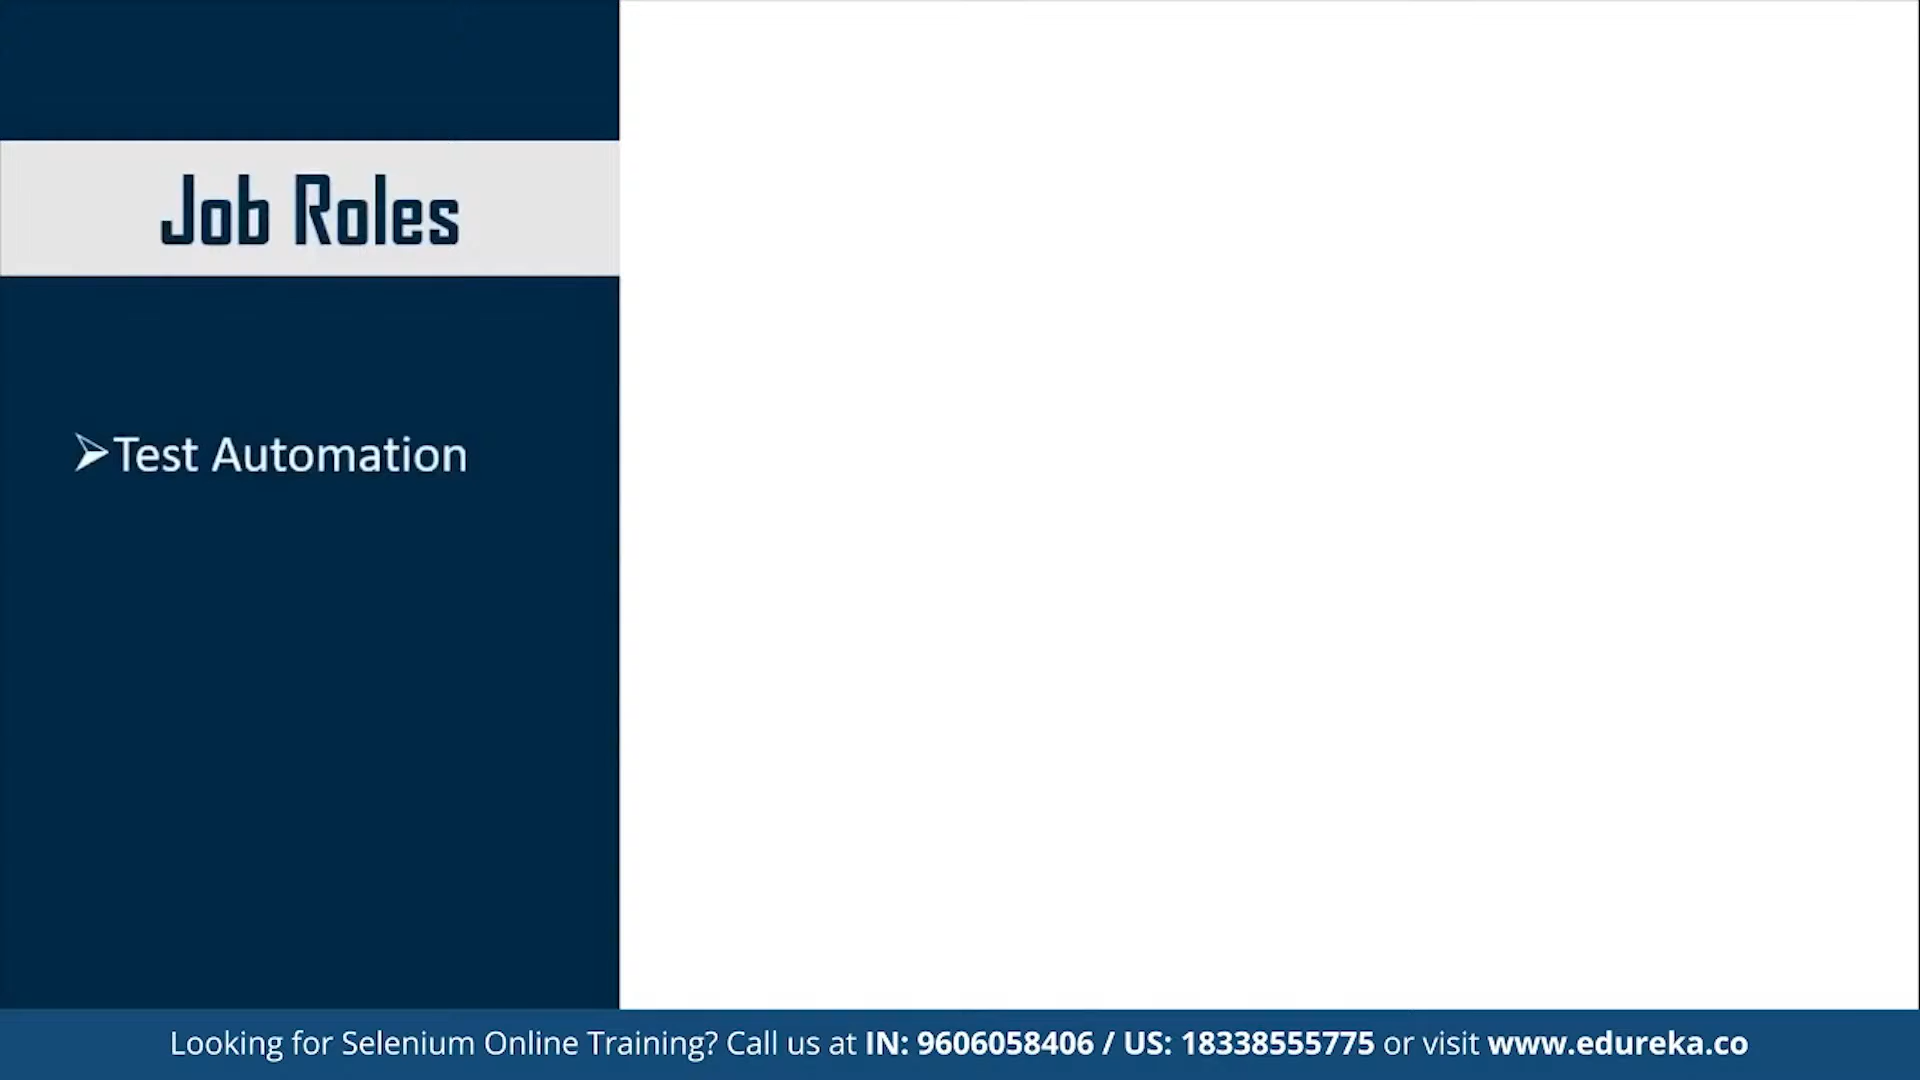 Job Roles
➢Test Automation
Looking for Selenium Online Training? Call us at IN: 9606058406 / US: 18338555775 or visit www.edureka.co